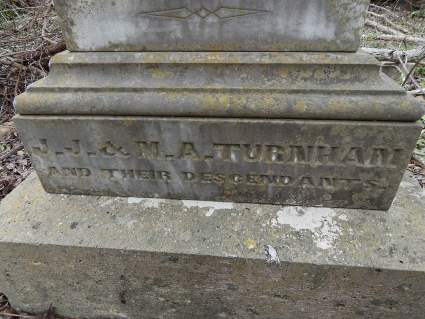 J.J. & M.A. TURNHAM
AND THEIR DESCENDANTS.